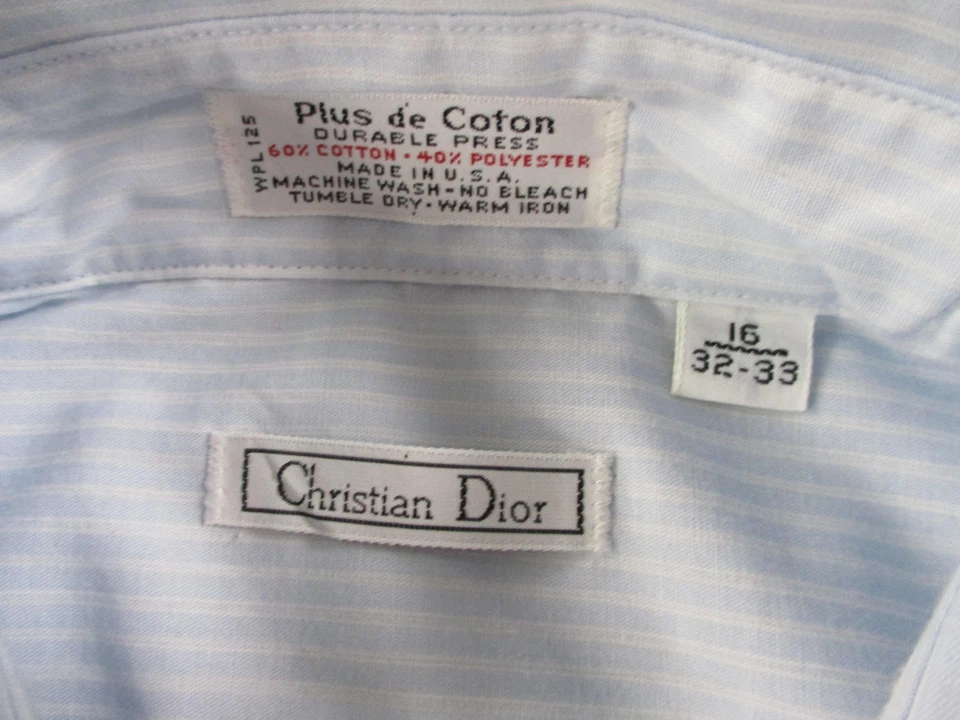 Plus de Coton
DURABLE PRESS
60% COTTON • 40% POLYESTER
MADE IN U.S.A.
MACHINE WASH-NO BLEACH
TUMBLE DRY•WARM IRON
WPL 125
16
32-33
Christian Dior